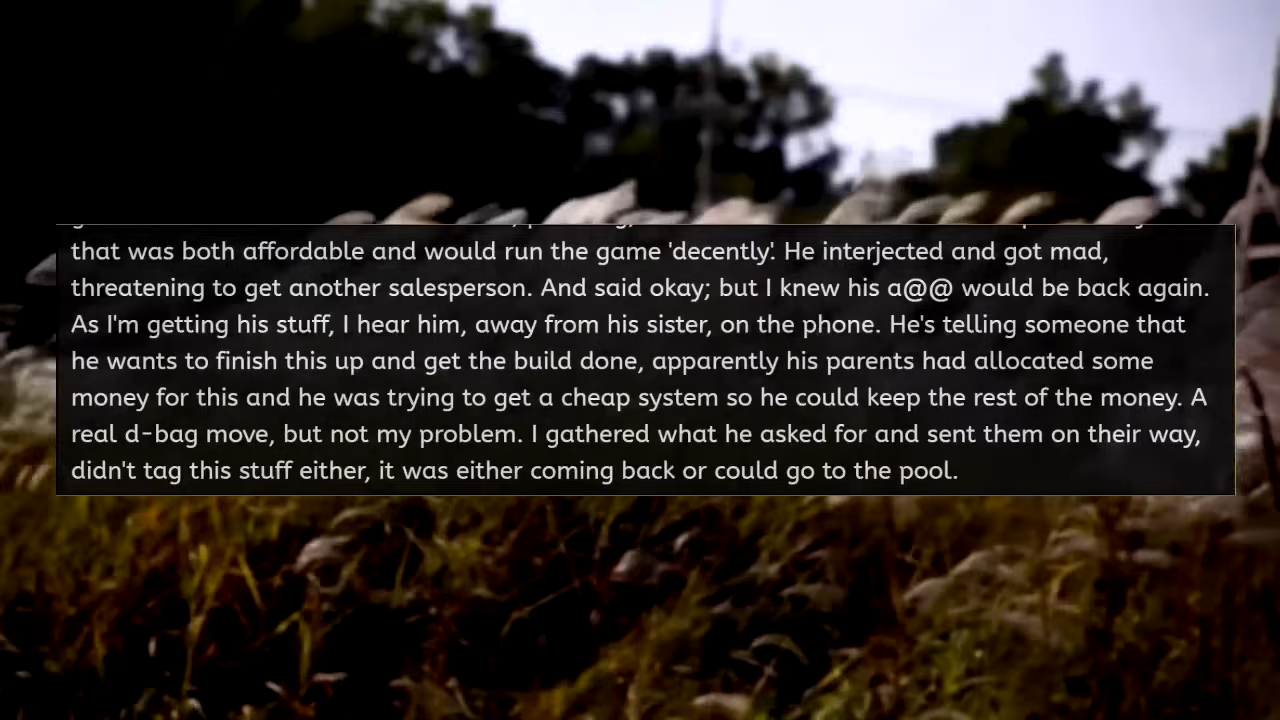 that was both affordable and would run the game 'decently'. He interjected and got mad,
threatening to get another salesperson. And said okay; but I knew his a@@ would be back again.
As I'm getting his stuff, I hear him, away from his sister, on the phone. He's telling someone that
he wants to finish this up and get the build done, apparently his parents had allocated some
money for this and he was trying to get a cheap system so he could keep the rest of the money. A
real d-bag move, but not my problem. I gathered what he asked for and sent them on their way,
didn't tag this stuff either, it was either coming back or could go to the pool.